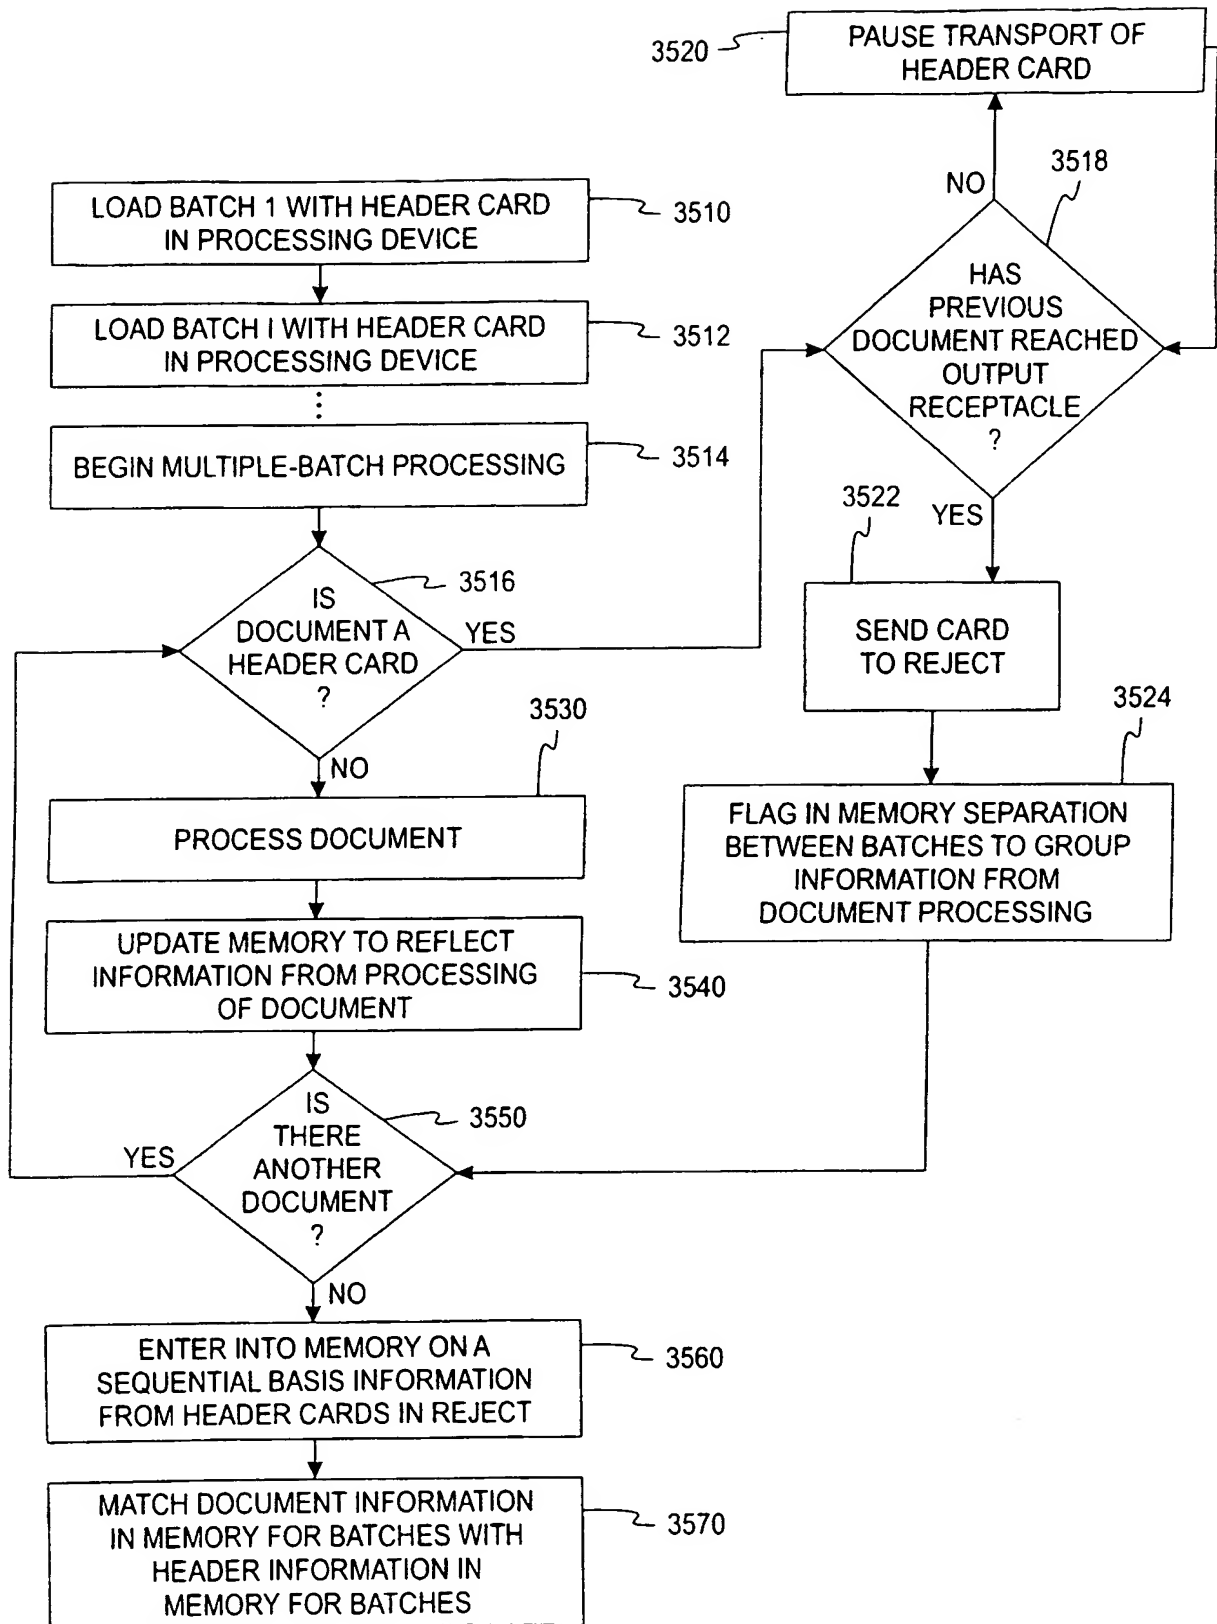 3520
PAUSE TRANSPORT OF
HEADER CARD
NO
3518
HAS
PREVIOUS
DOCUMENT REACHED
OUTPUT
RECEPTACLE
?
YES
LOAD BATCH 1 WITH HEADER CARD
IN PROCESSING DEVICE
3510
LOAD BATCH I WITH HEADER CARD
IN PROCESSING DEVICE
3512
⋮
BEGIN MULTIPLE-BATCH PROCESSING
3514
IS
DOCUMENT A
HEADER CARD
?
3516
YES
NO
3522
SEND CARD
TO REJECT
3524
FLAG IN MEMORY SEPARATION
BETWEEN BATCHES TO GROUP
INFORMATION FROM
DOCUMENT PROCESSING
3530
PROCESS DOCUMENT
UPDATE MEMORY TO REFLECT
INFORMATION FROM PROCESSING
OF DOCUMENT
3540
IS
THERE
ANOTHER
DOCUMENT
?
3550
YES
NO
ENTER INTO MEMORY ON A
SEQUENTIAL BASIS INFORMATION
FROM HEADER CARDS IN REJECT
3560
MATCH DOCUMENT INFORMATION
IN MEMORY FOR BATCHES WITH
HEADER INFORMATION IN
MEMORY FOR BATCHES
3570